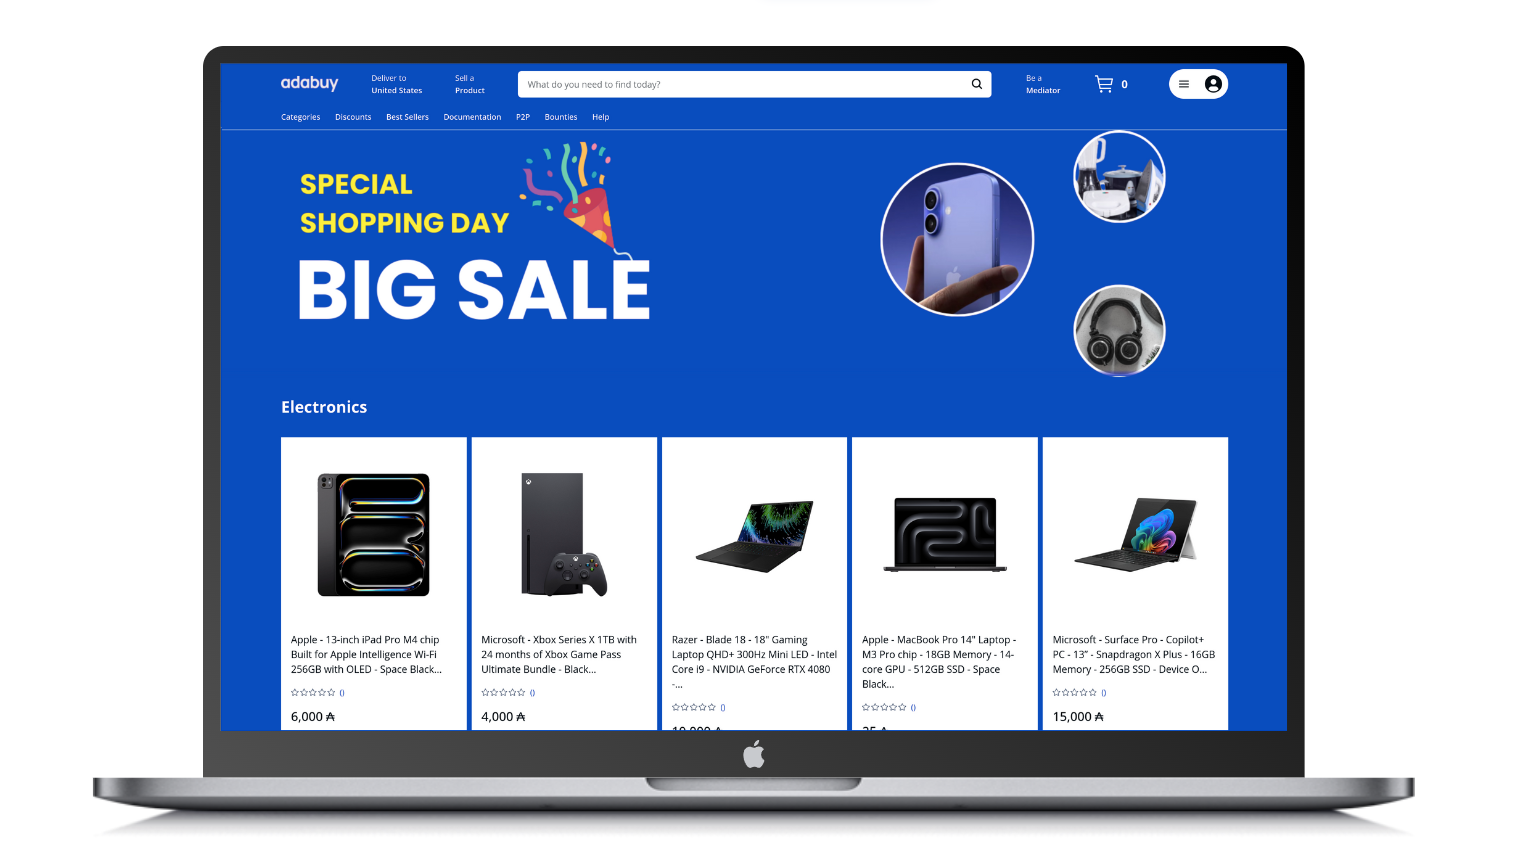 adabuy
Deliver to
United States
Sell a
Product
What do you need to find today?
Be a
Mediator
0
Categories Discounts Best Sellers Documentation P2P Bounties Help
SPECIAL
SHOPPING DAY
BIG SALE
Electronics
Apple - 13-inch iPad Pro M4 chip
Built for Apple Intelligence Wi-Fi
256GB with OLED - Space Black...
()
6,000 ₳
Microsoft - Xbox Series X 1TB with
24 months of Xbox Game Pass
Ultimate Bundle - Black...
()
4,000 ₳
Razer - Blade 18 - 18" Gaming
Laptop QHD+ 300Hz Mini LED - Intel
Core i9 - NVIDIA GeForce RTX 4080
-...
()
Apple - MacBook Pro 14" Laptop -
M3 Pro chip - 18GB Memory - 14-
core GPU - 512GB SSD - Space
Black...
()
Microsoft - Surface Pro - Copilot+
PC - 13" - Snapdragon X Plus - 16GB
Memory - 256GB SSD - Device O...
()
15,000 ₳